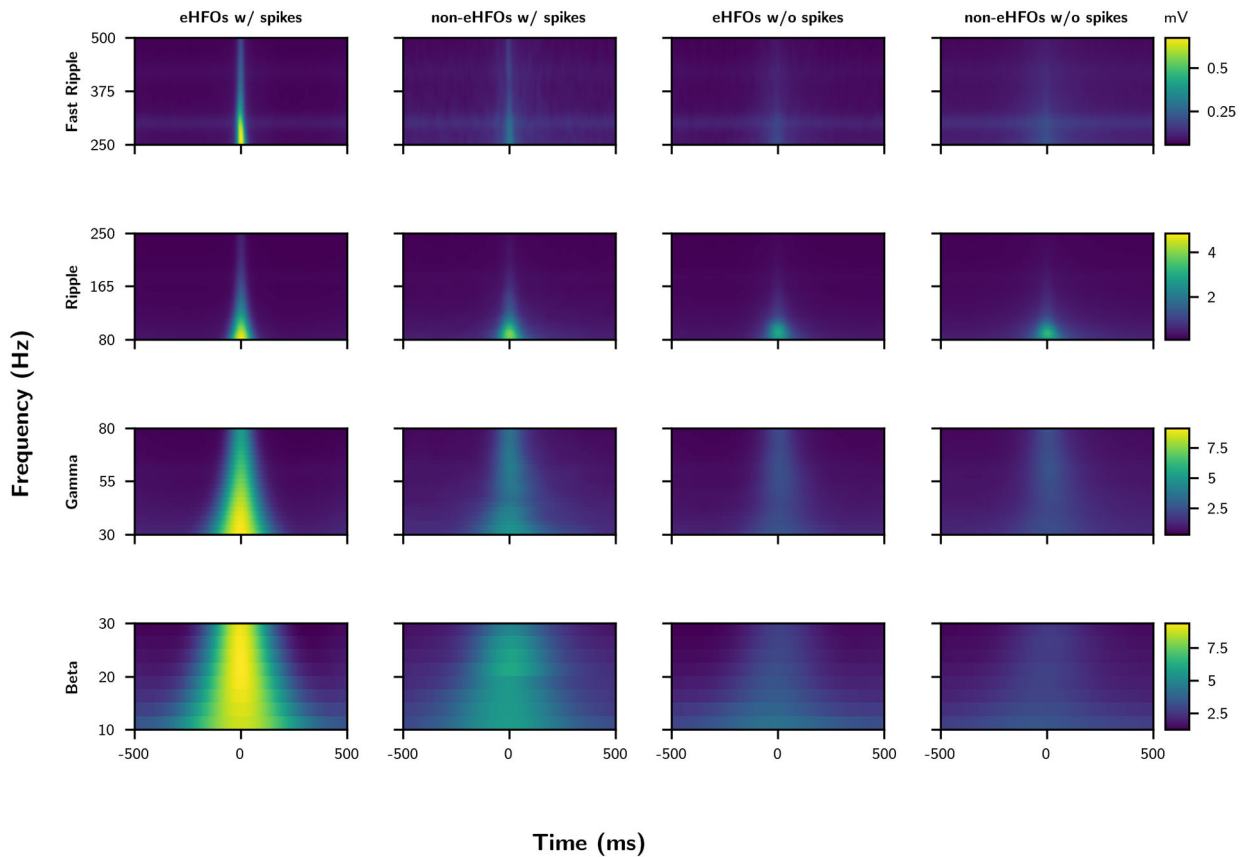 eHFOs w/ spikes non-eHFOs w/ spikes eHFOs w/o spikes non-eHFOs w/o spikes mV
Fast Ripple
500
375
250
0.5
0.25
Ripple
250
165
80
4
2
Gamma
80
55
30
7.5
5
2.5
Beta
30
20
10
7.5
5
2.5
-500 0 500 -500 0 500 -500 0 500 -500 0 500
Frequency (Hz)
Time (ms)